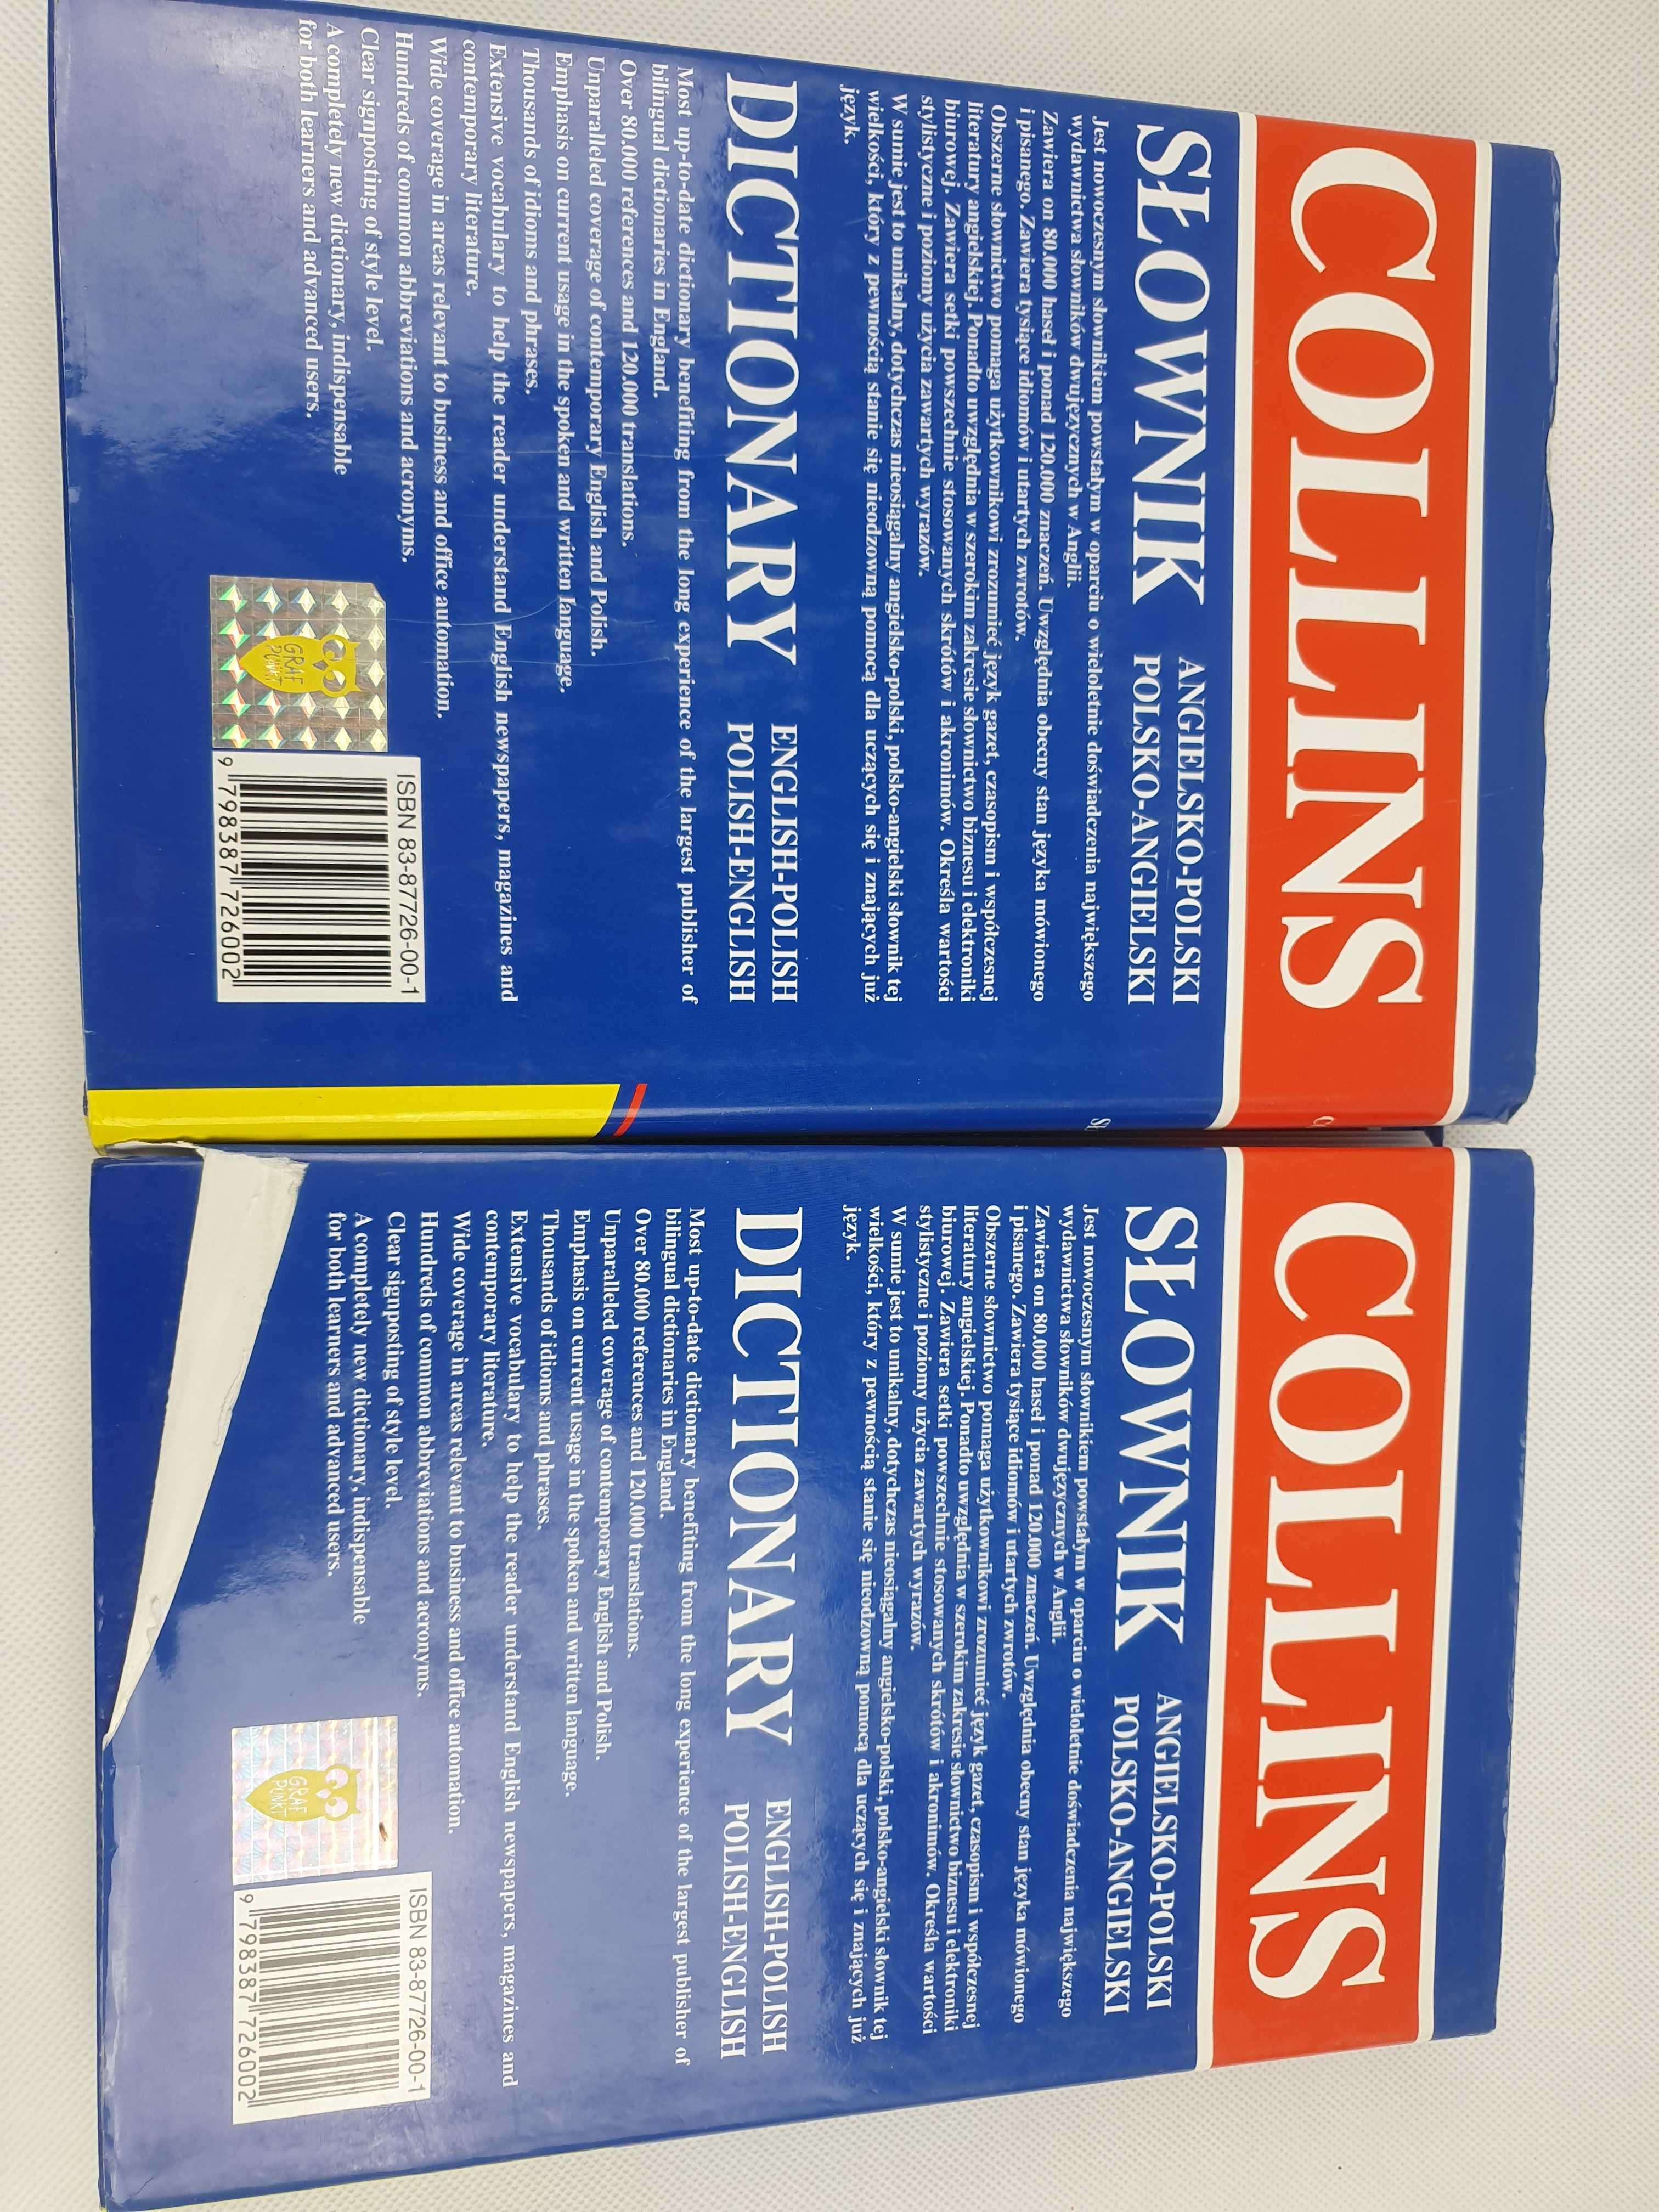 COLLINS
SŁOWNIK
ANGIELSKO-POLSKI
POLSKO-ANGIELSKI
Jest nowoczesnym słownikiem powstałym w oparciu o wieloletnie doświadczenia największego
wydawnictwa słowników dwujęzycznych w Anglii.
Zawiera on 80.000 haseł i ponad 120.000 znaczeń. Uwzględnia obecny stan języka mówionego
i pisanego. Zawiera tysiące idiomów i utartych zwrotów.
Obszerne słownictwo pomaga użytkownikowi zrozumieć język gazet, czasopism i współczesnej
literatury angielskiej. Ponadto uwzględnia w szerokim zakresie słownictwo biznesu i elektroniki
biurowej. Zawiera setki powszechnie stosowanych skrótów i akronimów. Określa wartości
stylistyczne i poziomy użycia zawartych wyrazów.
W sumie jest to unikalny, dotychczas nieosiągalny angielsko-polski, polsko-angielski słownik tej
wielkości, który z pewnością stanie się nieodzowną pomocą dla uczących się i znających już
język.
DICTIONARY
ENGLISH-POLISH
POLISH-ENGLISH
Most up-to-date dictionary benefiting from the long experience of the largest publisher of
bilingual dictionaries in England.
Over 80.000 references and 120.000 translations.
Unparalleled coverage of contemporary English and Polish.
Emphasis on current usage in the spoken and written language.
Thousands of idioms and phrases.
Extensive vocabulary to help the reader understand English newspapers, magazines and
contemporary literature.
Wide coverage in areas relevant to business and office automation.
Hundreds of common abbreviations and acronyms.
Clear signposting of style level.
A completely new dictionary, indispensable
for both learners and advanced users.
GRAF
PUNKT
ISBN 83-87726-00-1
9 798387 726002
COLLINS
SŁOWNIK
ANGIELSKO-POLSKI
POLSKO-ANGIELSKI
Jest nowoczesnym słownikiem powstałym w oparciu o wieloletnie doświadczenia największego
wydawnictwa słowników dwujęzycznych w Anglii.
Zawiera on 80.000 haseł i ponad 120.000 znaczeń. Uwzględnia obecny stan języka mówionego
i pisanego. Zawiera tysiące idiomów i utartych zwrotów.
Obszerne słownictwo pomaga użytkownikowi zrozumieć język gazet, czasopism i współczesnej
literatury angielskiej. Ponadto uwzględnia w szerokim zakresie słownictwo biznesu i elektroniki
biurowej. Zawiera setki powszechnie stosowanych skrótów i akronimów. Określa wartości
stylistyczne i poziomy użycia zawartych wyrazów.
W sumie jest to unikalny, dotychczas nieosiągalny angielsko-polski, polsko-angielski słownik tej
wielkości, który z pewnością stanie się nieodzowną pomocą dla uczących się i znających już
język.
DICTIONARY
ENGLISH-POLISH
POLISH-ENGLISH
Most up-to-date dictionary benefiting from the long experience of the largest publisher of
bilingual dictionaries in England.
Over 80.000 references and 120.000 translations.
Unparalleled coverage of contemporary English and Polish.
Emphasis on current usage in the spoken and written language.
Thousands of idioms and phrases.
Extensive vocabulary to help the reader understand English newspapers, magazines and
contemporary literature.
Wide coverage in areas relevant to business and office automation.
Hundreds of common abbreviations and acronyms.
Clear signposting of style level.
A completely new dictionary, indispensable
for both learners and advanced users.
GRAF
PUNKT
ISBN 83-87726-00-1
9 798387 726002